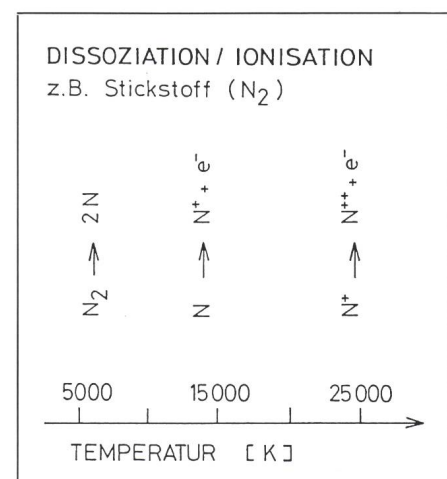 DISSOZIATION / IONISATION
z.B. Stickstoff (N₂)
N₂ → 2N
N → N⁺ + e⁻
N⁺ → N⁺⁺ + e⁻
5000 15000 25000
TEMPERATUR [K]